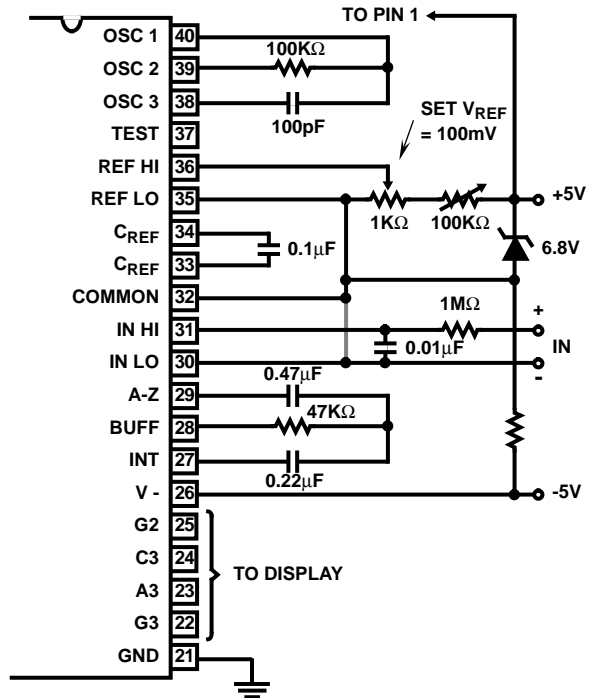 TO PIN 1
OSC 1 40
100KΩ
OSC 2 39
OSC 3 38
100pF
SET VREF
= 100mV
TEST 37
REF HI 36
REF LO 35
1KΩ
100KΩ
+5V
CREF 34
0.1μF
6.8V
CREF 33
COMMON 32
1MΩ
+
IN HI 31
0.01μF
IN
IN LO 30
-
0.47μF
A-Z 29
47KΩ
BUFF 28
INT 27
0.22μF
V - 26
-5V
G2 25
C3 24
TO DISPLAY
A3 23
G3 22
GND 21